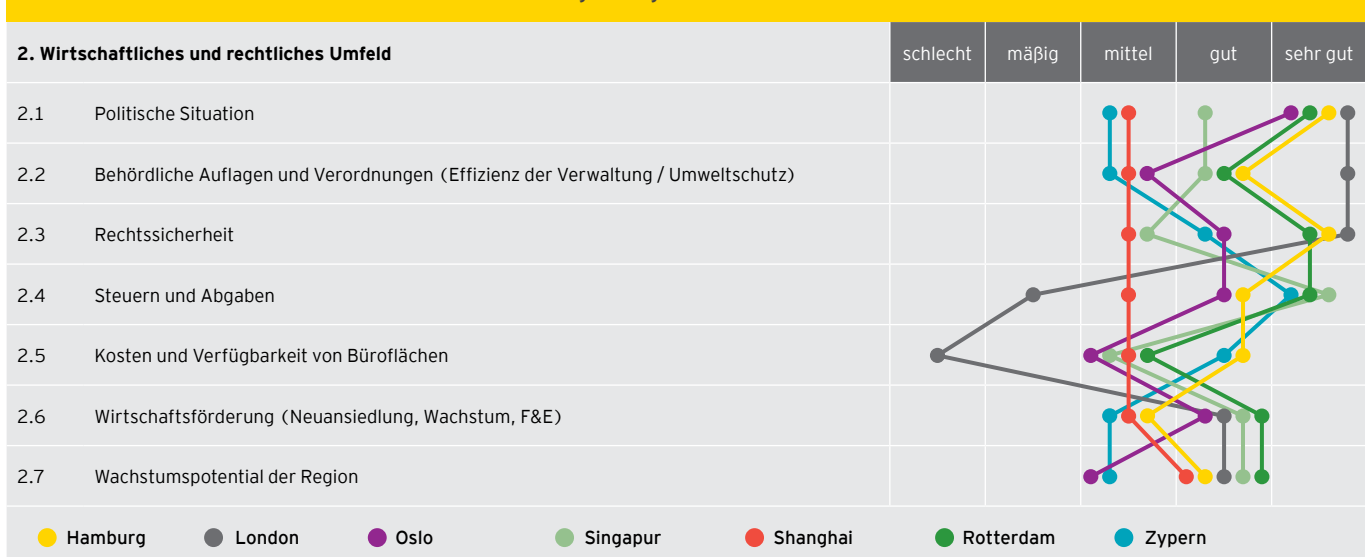 2. Wirtschaftliches und rechtliches Umfeld schlecht mäßig mittel gut sehr gut
2.1 Politische Situation
2.2 Behördliche Auflagen und Verordnungen (Effizienz der Verwaltung / Umweltschutz)
2.3 Rechtssicherheit
2.4 Steuern und Abgaben
2.5 Kosten und Verfügbarkeit von Büroflächen
2.6 Wirtschaftsförderung (Neuansiedlung, Wachstum, F&E)
2.7 Wachstumspotential der Region
Hamburg London Oslo Singapur Shanghai Rotterdam Zypern